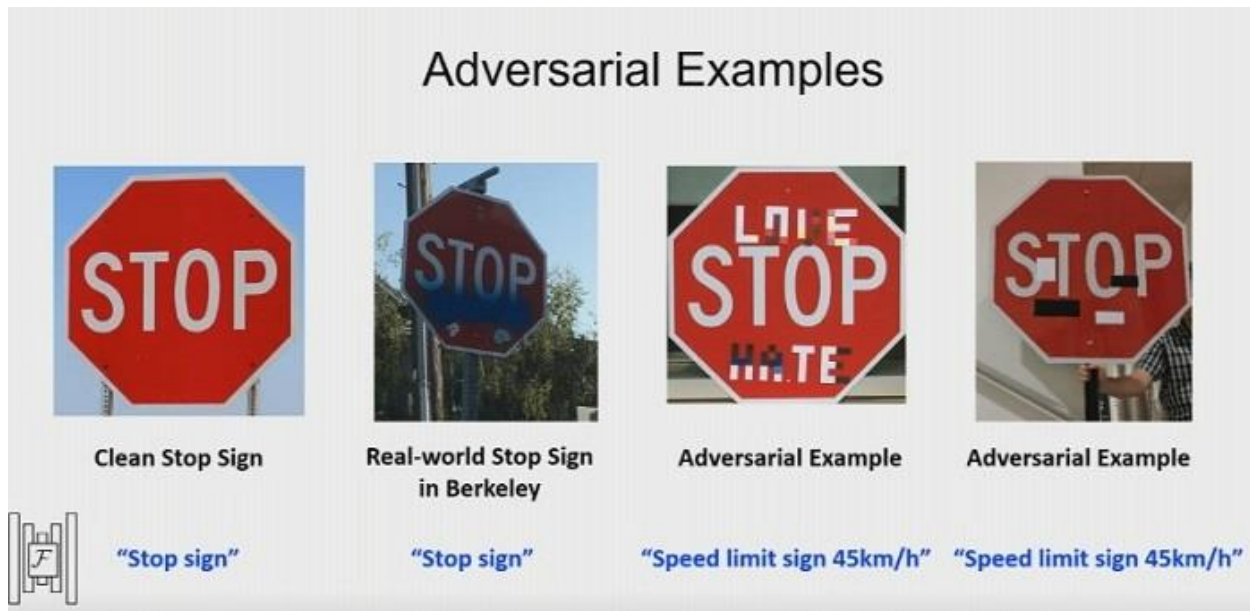 Adversarial Examples
STOP
STOP
LOVE
STOP
HATE
STOP
Clean Stop Sign
Real-world Stop Sign
in Berkeley
Adversarial Example
Adversarial Example
F
“Stop sign”
“Stop sign”
“Speed limit sign 45km/h”
“Speed limit sign 45km/h”